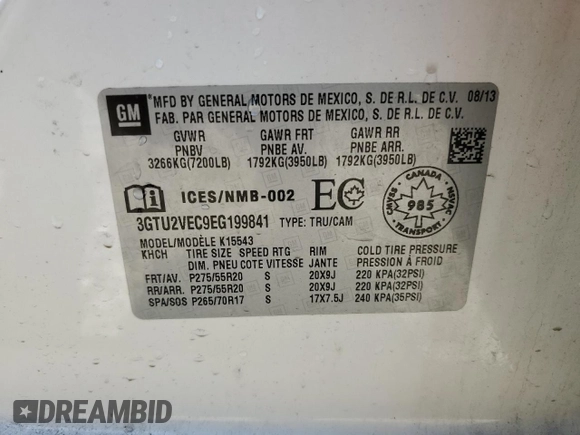 GM
MFD BY GENERAL MOTORS DE MEXICO, S. DE R.L. DE C.V. 08/13
FAB. PAR GENERAL MOTORS DE MEXICO, S. DE R.L. DE C.V.
GVWR GAWR FRT GAWR RR
PNBV PNBE AV. PNBE ARR.
3266KG(7200LB) 1792KG(3950LB) 1792KG(3950LB)
ICES/NMB-002 EC
CANADA
CMVSS 985 NSVAC
TRANSPORT
3GTU2VEC9EG199841 TYPE: TRU/CAM
MODEL/MODÈLE K15543
KHCH TIRE SIZE SPEED RTG RIM COLD TIRE PRESSURE
DIM. PNEU COTE VITESSE JANTE PRESSION À FROID
FRT/AV. P275/55R20 S 20X9J 220 KPA(32PSI)
RR/ARR. P275/55R20 S 20X9J 220 KPA(32PSI)
SPA/SOS P265/70R17 S 17X7.5J 240 KPA(35PSI)
DREAMBID